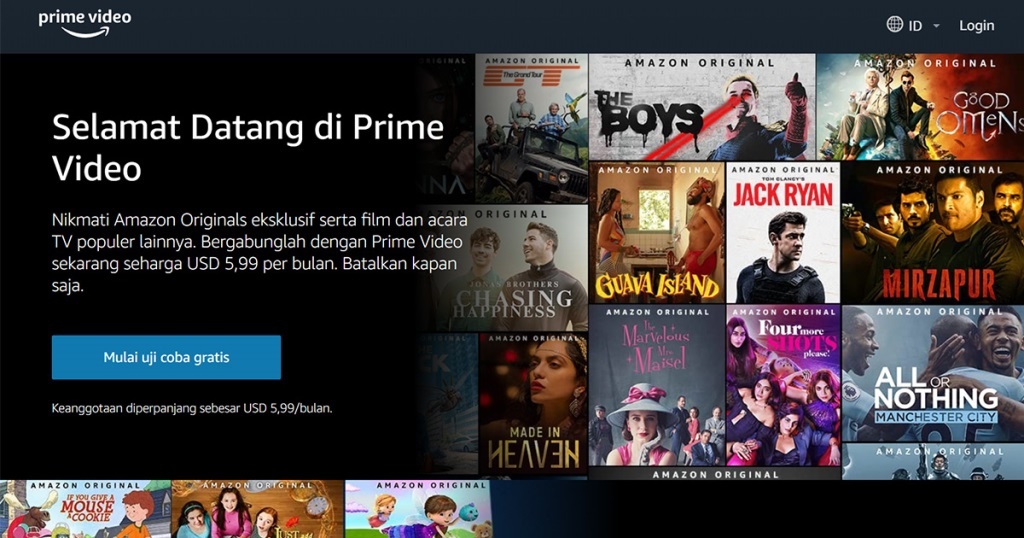 prime video
ID
Login
Selamat Datang di Prime
Video
Nikmati Amazon Originals eksklusif serta film dan acara
TV populer lainnya. Bergabunglah dengan Prime Video
sekarang seharga USD 5,99 per bulan. Batalkan kapan
saja.
Mulai uji coba gratis
Keanggotaan diperpanjang sebesar USD 5,99/bulan.
AMAZON ORIGINAL
GT
The Grand Tour
AMAZON ORIGINAL
THE
BOYS
AMAZON ORIGINAL
GOOD
OMENS
NNA
ORIGINAL
JONAS BROTHERS
CHASING
HAPPINESS
AMAZON ORIGINAL
GUAVA ISLAND
AMAZON ORIGINAL
TOM CLANCY'S
JACK RYAN
AMAZON ORIGINAL
MIRZAPUR
AMAZON ORIGINAL
MADE IN
HEAVEN
AMAZON ORIGINAL
The
Marvelous
Mrs.
Maisel
AMAZON ORIGINAL
Four more
SHOTS
please!
AMAZON ORIGINAL
ALL OR
NOTHING
MANCHESTER CITY
AMAZON ORIGINAL
AMAZON ORIGINAL
AMAZON ORIGINAL
IF YOU GIVE A
MOUSE
A COOKIE
AMAZON ORIGINAL
JUST
AMAZON ORIGINAL